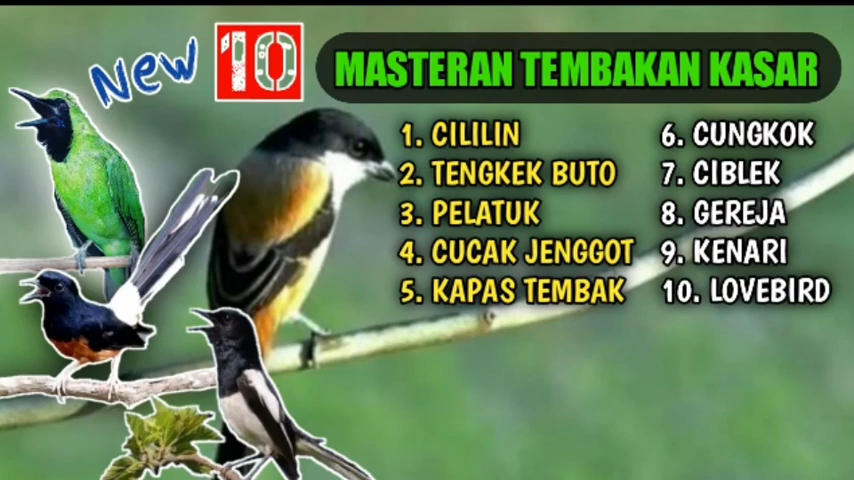 New 10
MASTERAN TEMBAKAN KASAR
1. CILILIN
2. TENGKEK BUTO
3. PELATUK
4. CUCAK JENGGOT
5. KAPAS TEMBAK
6. CUNGKOK
7. CIBLEK
8. GEREJA
9. KENARI
10. LOVEBIRD